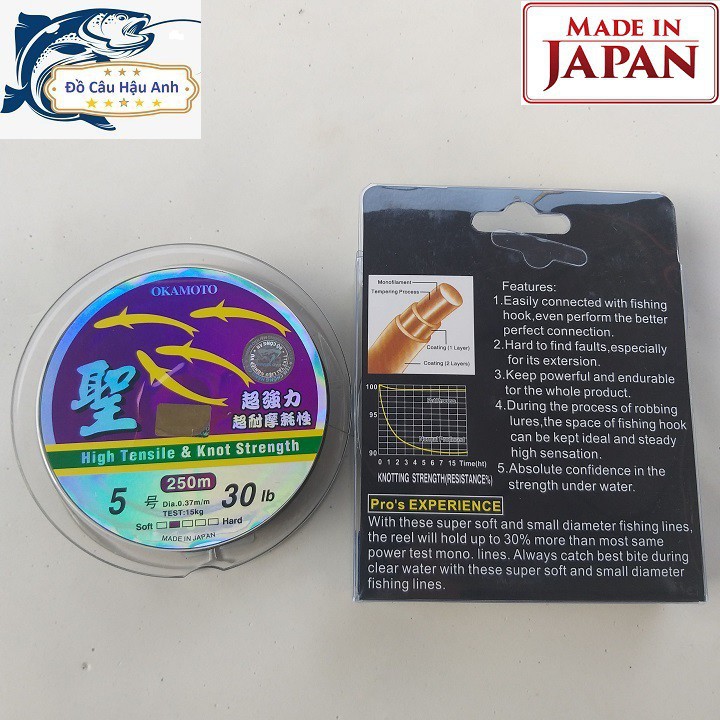 Đồ Câu Hậu Anh
MADE IN
JAPAN
OKAMOTO
聖
超強力
超耐摩耗性
High Tensile & Knot Strength
250m
5 号 Dia.0.37m/m 30 lb
TEST:15kg
Soft Hard
MADE IN JAPAN
Monofilament
Tempering Process
Coating (1 Layer)
Coating (2 Layers)
100
95
90
0 1 3 5 7 9 15 Time(ht)
KNOTTING STRENGTH(RESISTANCE%)
Features:
1.Easily connected with fishing
hook,even perform the better
perfect connection.
2.Hard to find faults,especially
for its extersion.
3.Keep powerful and endurable
tor the whole product.
4.During the process of robbing
lures,the space of fishing hook
can be kept ideal and steady
high sensation.
5.Absolute confidence in the
strength under water.
Pro's EXPERIENCE
With these super soft and small diameter fishing lines,
the reel will hold up to 30% more than most same
power test mono. lines. Always catch best bite during
clear water with these super soft and small diameter
fishing lines.